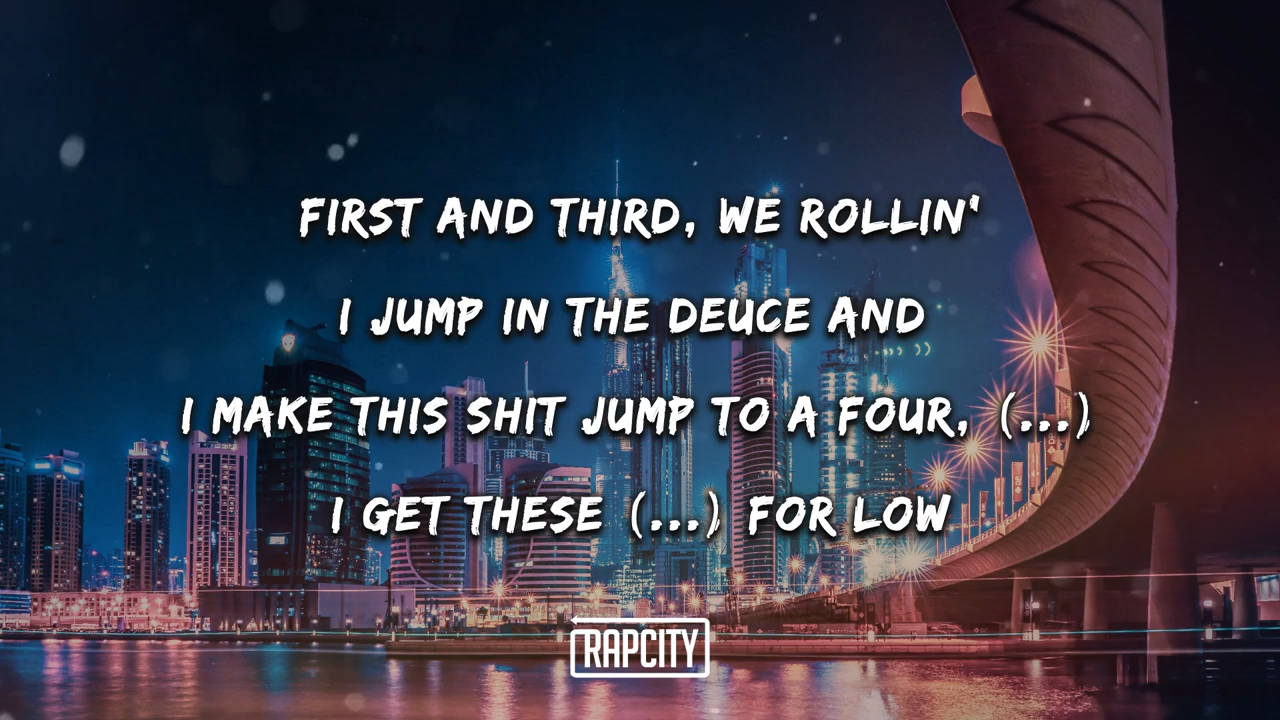 FIRST AND THIRD, WE ROLLIN'
I JUMP IN THE DEUCE AND
I MAKE THIS SHIT JUMP TO A FOUR, (...)
I GET THESE (...) FOR LOW
RAPCITY